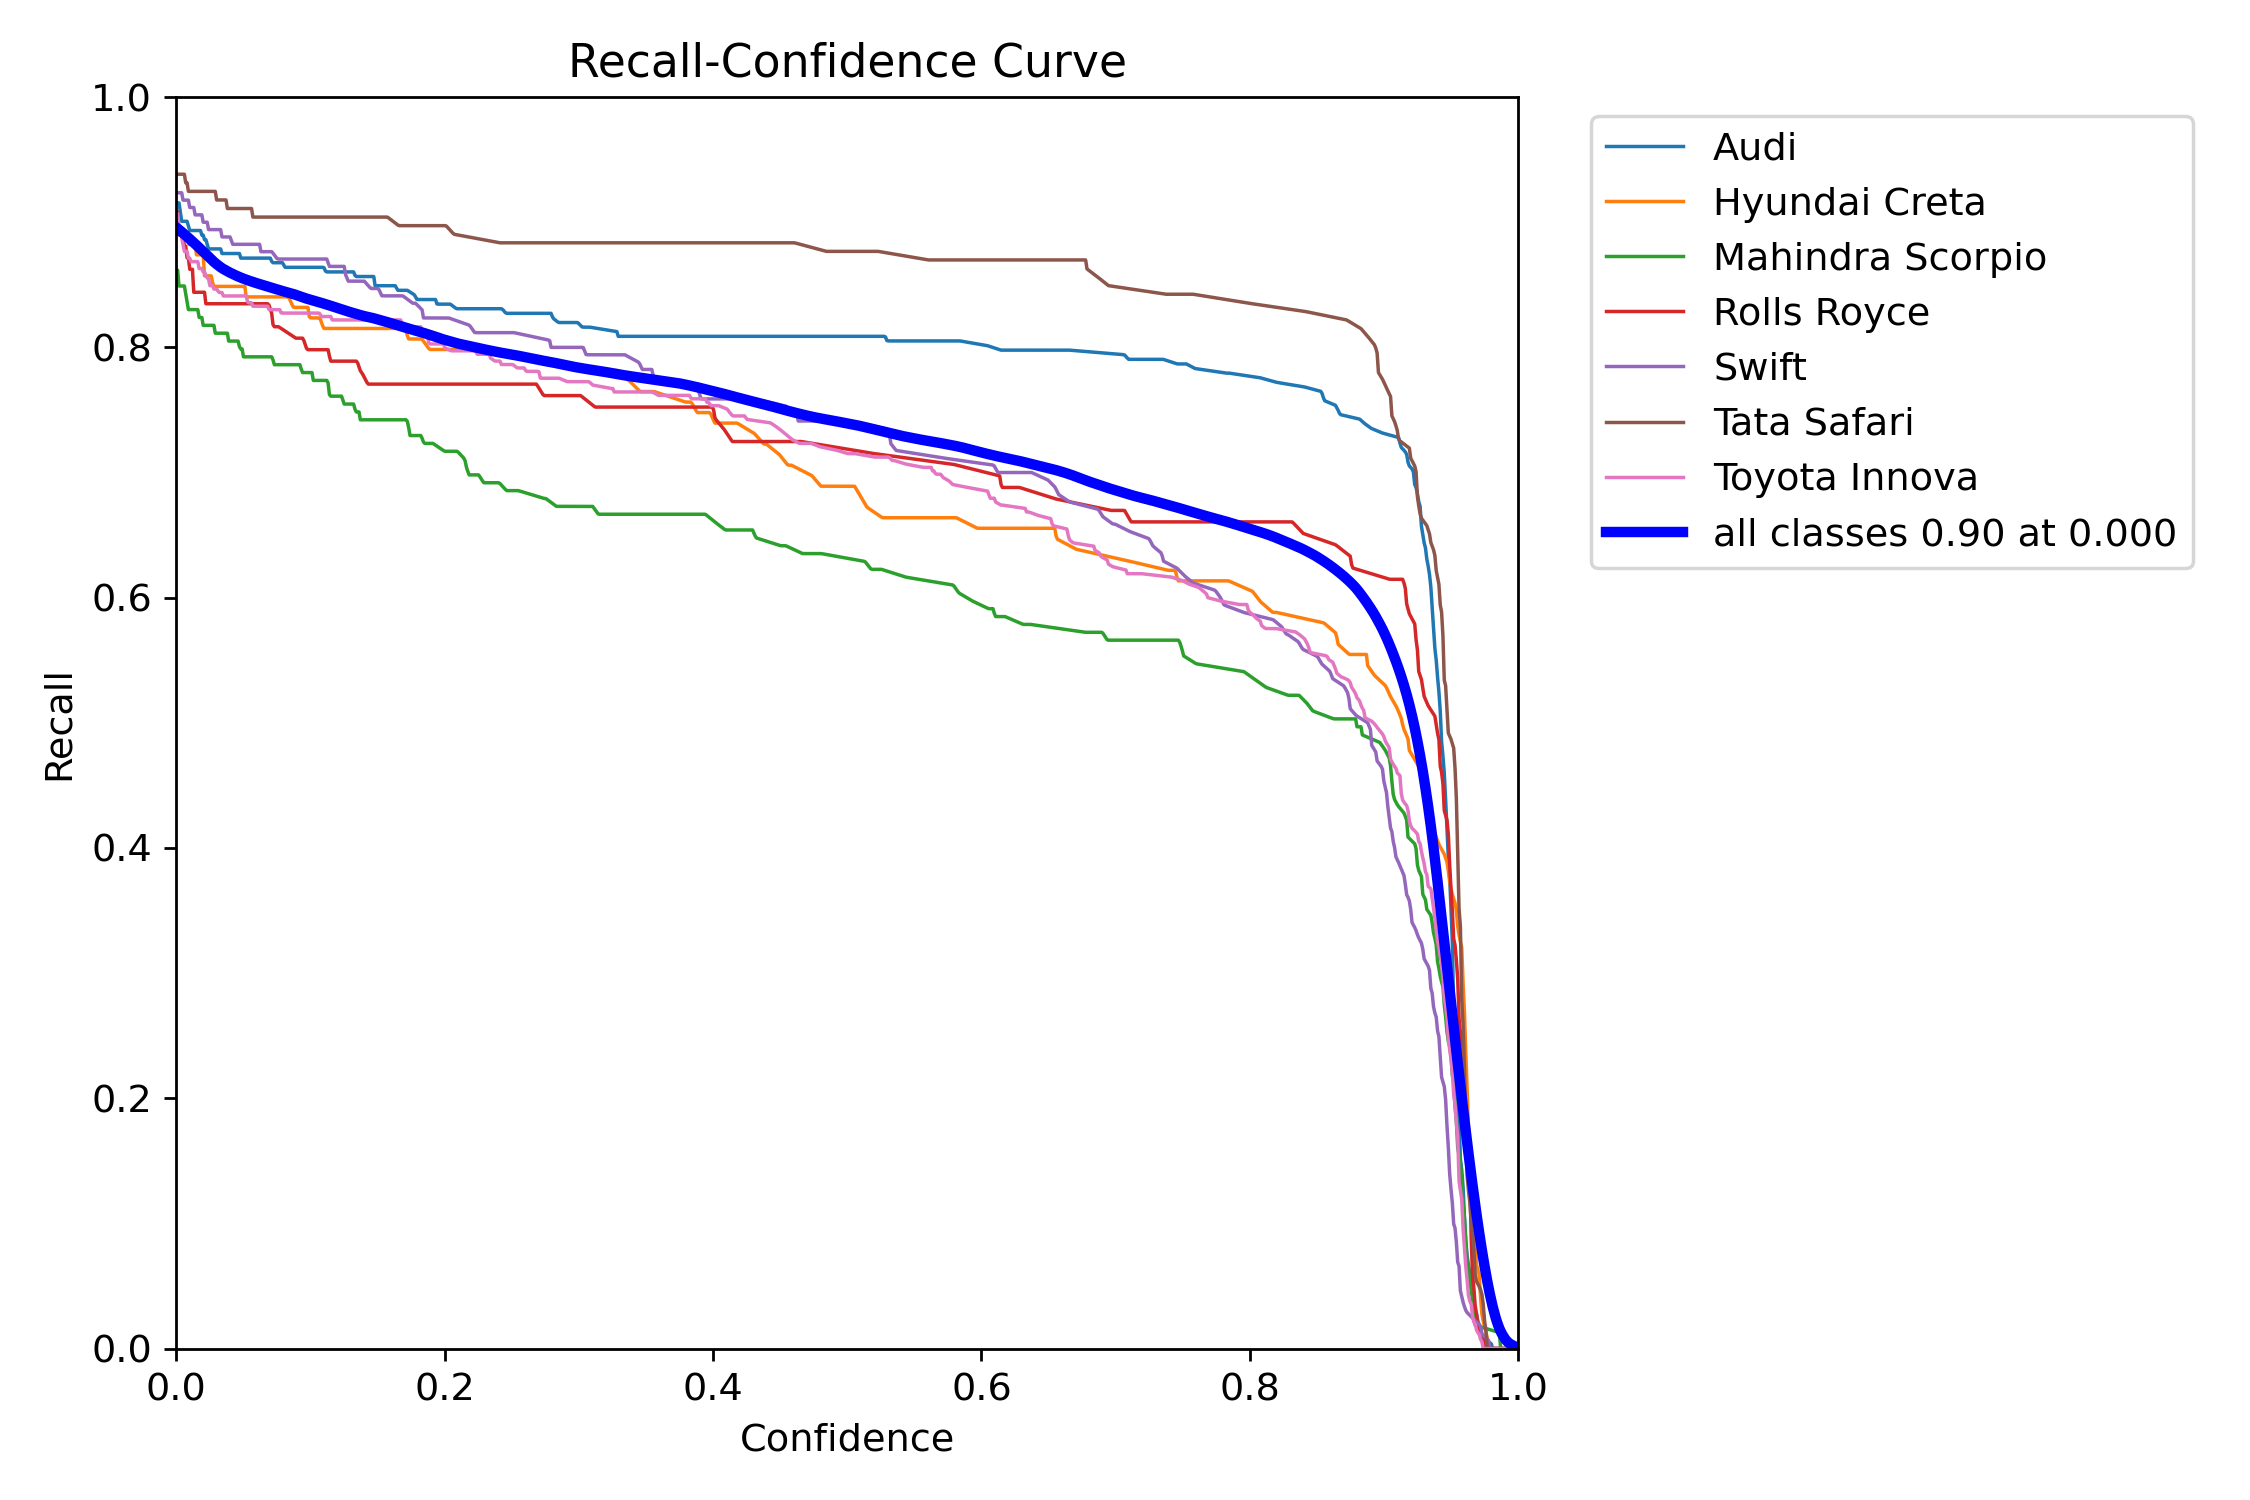 Recall-Confidence Curve
1.0
0.8
0.6
0.4
0.2
0.0
Recall
0.0 0.2 0.4 0.6 0.8 1.0
Confidence
Audi
Hyundai Creta
Mahindra Scorpio
Rolls Royce
Swift
Tata Safari
Toyota Innova
all classes 0.90 at 0.000